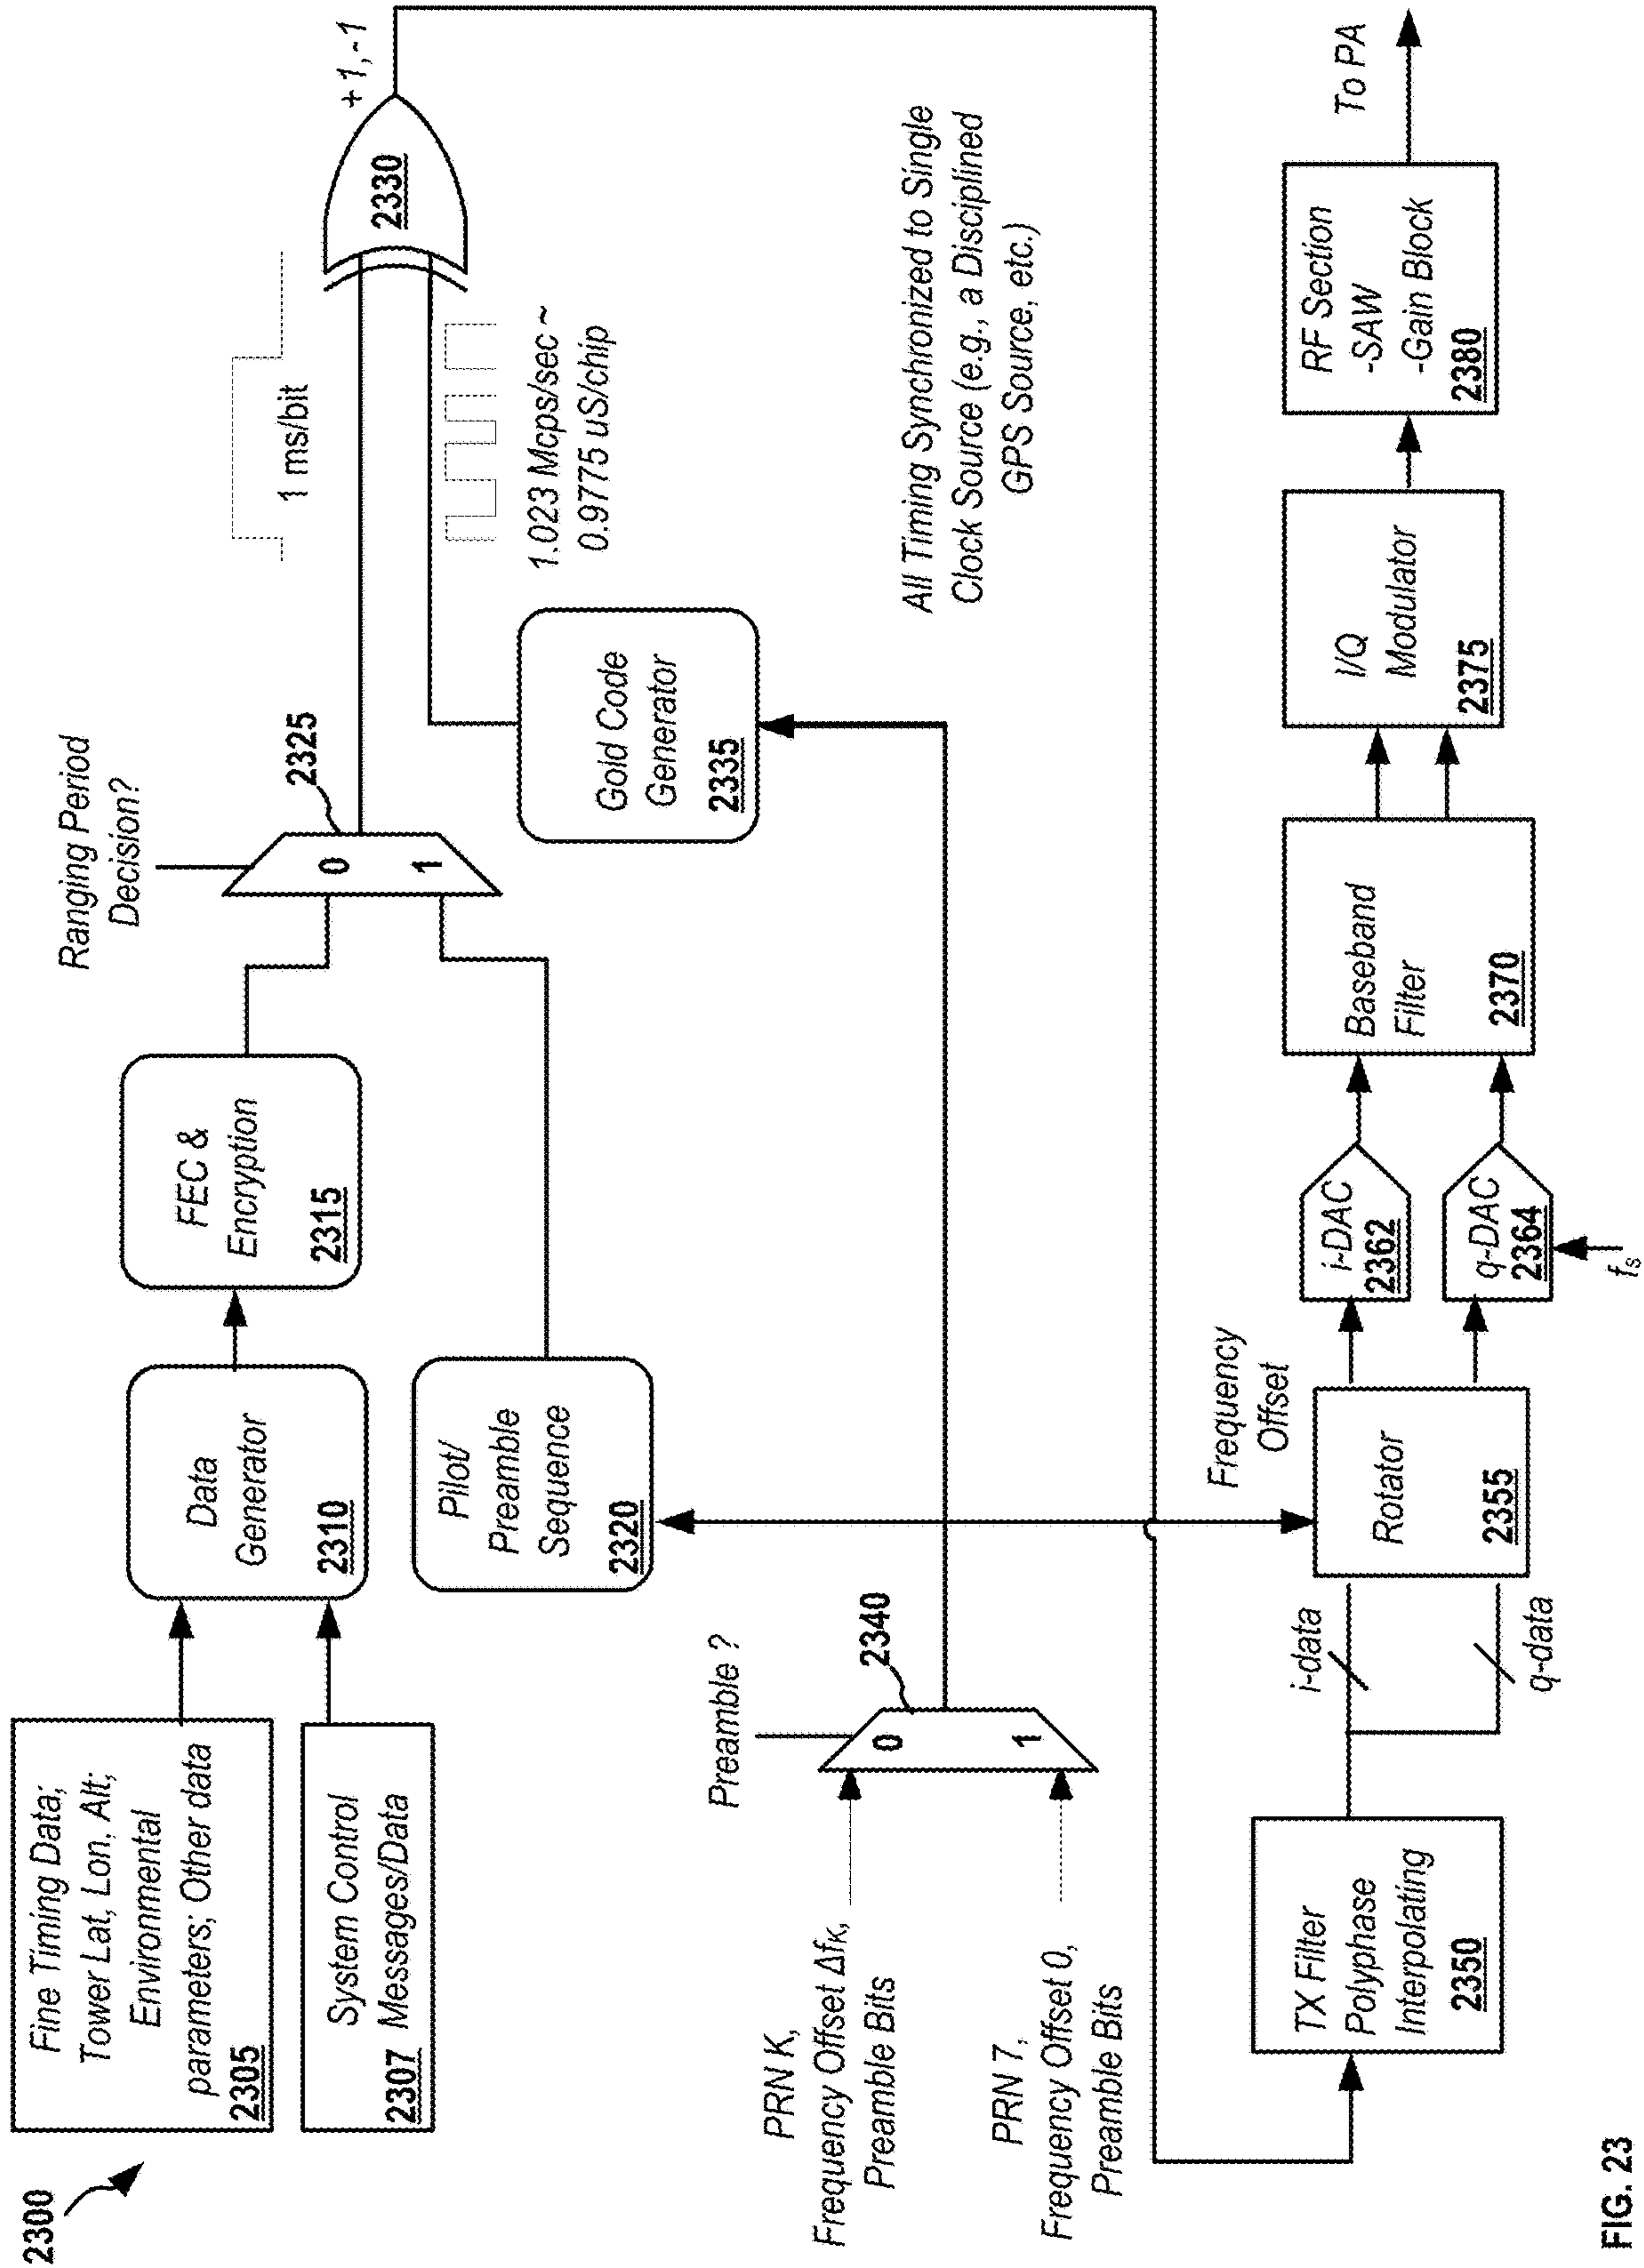 2300
Fine Timing Data;
Tower Lat, Lon, Alt;
Environmental
parameters; Other data
2305
System Control
Messages/Data
2307
Data
Generator
2310
FEC &
Encryption
2315
Pilot/
Preamble
Sequence
2320
Ranging Period
Decision?
2325
0
1
1 ms/bit
2330
+1,-1
1.023 Mcps/sec ~
0.9775 uS/chip
Gold Code
Generator
2335
All Timing Synchronized to Single
Clock Source (e.g., a Disciplined
GPS Source, etc.)
Preamble ?
2340
0
1
PRN K,
Frequency Offset ΔfK,
Preamble Bits
PRN 7,
Frequency Offset 0,
Preamble Bits
TX Filter
Polyphase
Interpolating
2350
i-data
q-data
Frequency
Offset
Rotator
2355
i-DAC
2362
q-DAC
2364
fs
Baseband
Filter
2370
I/Q
Modulator
2375
RF Section
-SAW
-Gain Block
2380
To PA
FIG. 23